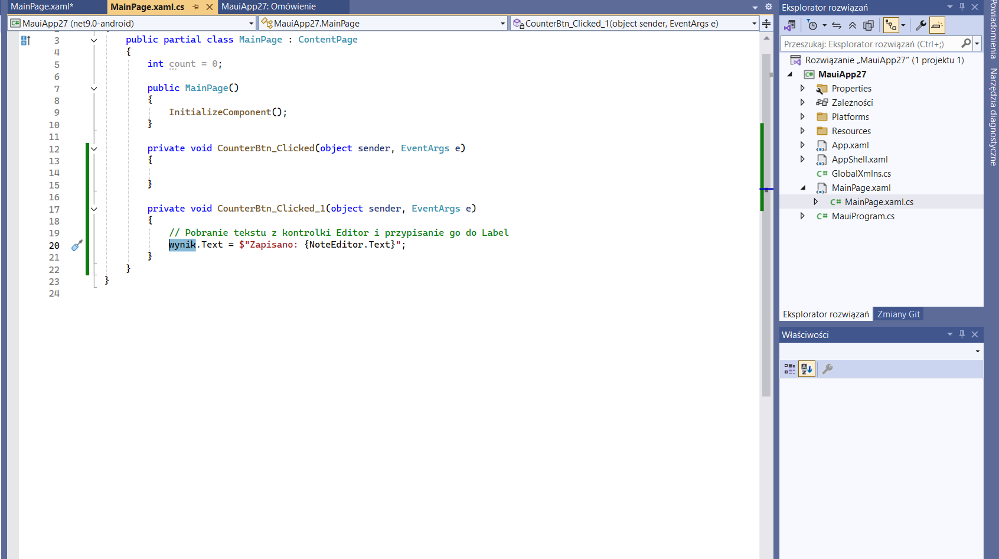 MainPage.xaml*
MainPage.xaml.cs
MauiApp27: Omówienie
MauiApp27 (net9.0-android)
MauiApp27.MainPage
CounterBtn_Clicked_1(object sender, EventArgs e)
3 public partial class MainPage : ContentPage
4 {
5 int count = 0;
6
7 public MainPage()
8 {
9 InitializeComponent();
10 }
11
12 private void CounterBtn_Clicked(object sender, EventArgs e)
13 {
14
15 }
16
17 private void CounterBtn_Clicked_1(object sender, EventArgs e)
18 {
19 // Pobranie tekstu z kontrolki Editor i przypisanie go do Label
20 wynik.Text = $"Zapisano: {NoteEditor.Text}";
21 }
22 }
23 }
24
Eksplorator rozwiązań
Przeszukaj: Eksplorator rozwiązań (Ctrl+;)
Rozwiązanie „MauiApp27” (1 projektu 1)
C# MauiApp27
Properties
Zależności
Platforms
Resources
App.xaml
AppShell.xaml
C# GlobalXmlns.cs
MainPage.xaml
C# MainPage.xaml.cs
C# MauiProgram.cs
Eksplorator rozwiązań
Zmiany Git
Właściwości
Powiadomienia
Narzędzia diagnostyczne